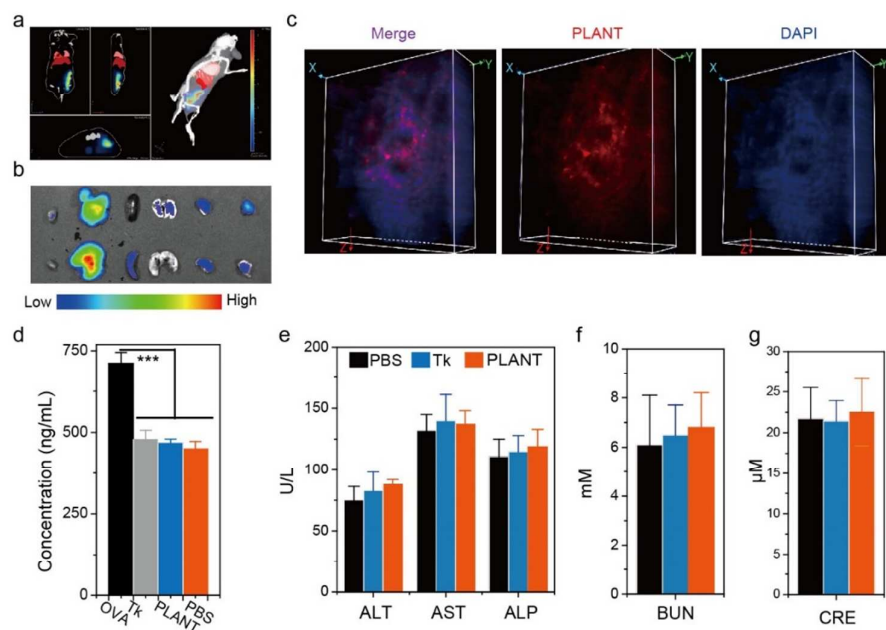 a
b
Low High
c
Merge PLANT DAPI
X Y X Y X Y
Z Z Z
d
Concentration (ng/mL)
750
500
250
0
***
OVA Tk PLANT PBS
e
U/L
200
150
100
50
0
PBS Tk PLANT
ALT AST ALP
f
mM
10
8
6
4
2
0
BUN
g
µM
35
30
25
20
15
10
5
0
CRE